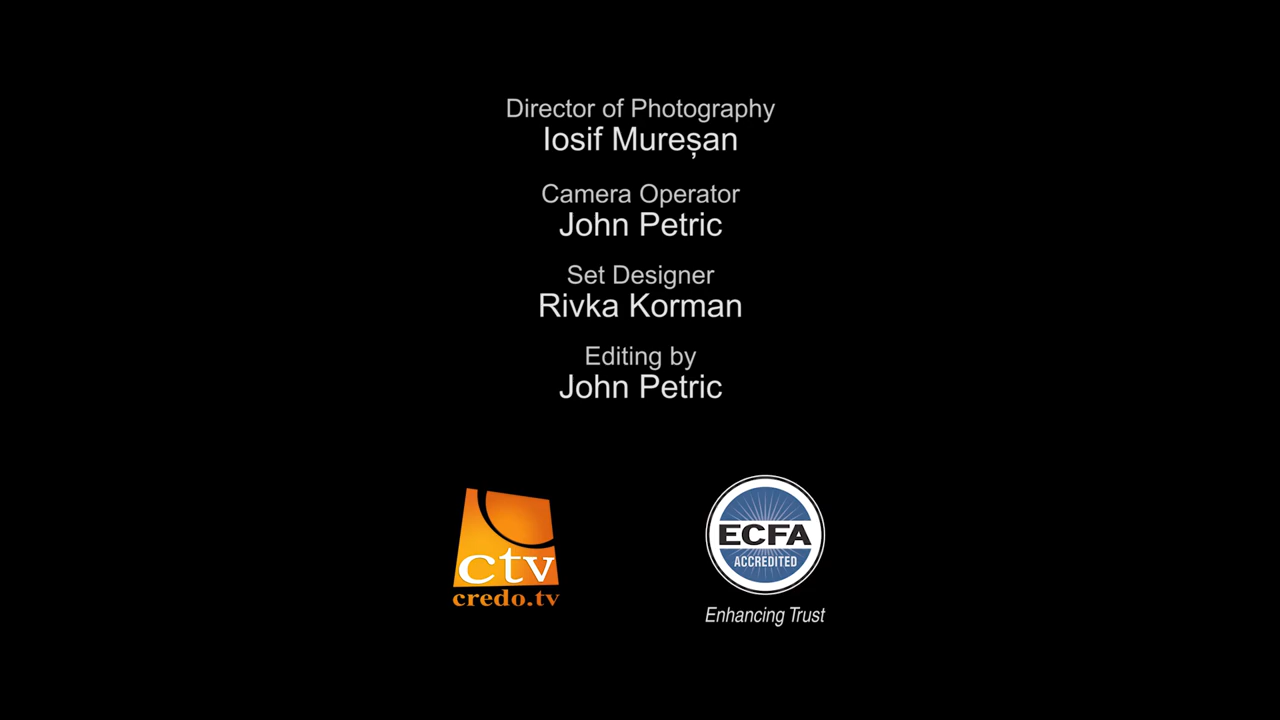 Director of Photography
Iosif Mureșan
Camera Operator
John Petric
Set Designer
Rivka Korman
Editing by
John Petric
ctv
credo.tv
ECFA
ACCREDITED
Enhancing Trust